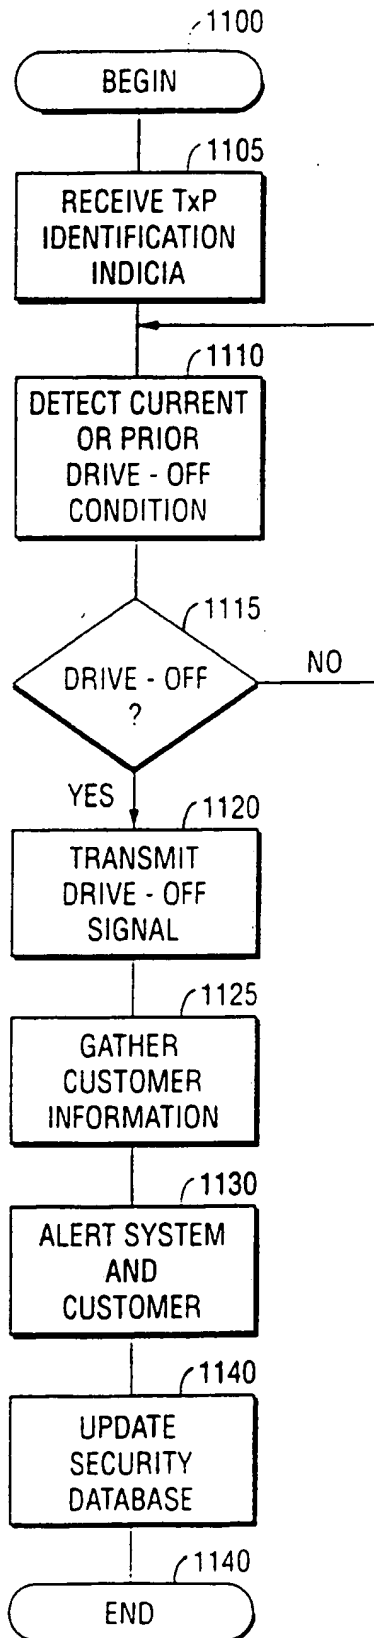 1100
BEGIN
1105
RECEIVE TxP
IDENTIFICATION
INDICIA
1110
DETECT CURRENT
OR PRIOR
DRIVE - OFF
CONDITION
1115
DRIVE - OFF
?
NO
YES
1120
TRANSMIT
DRIVE - OFF
SIGNAL
1125
GATHER
CUSTOMER
INFORMATION
1130
ALERT SYSTEM
AND
CUSTOMER
1140
UPDATE
SECURITY
DATABASE
1140
END